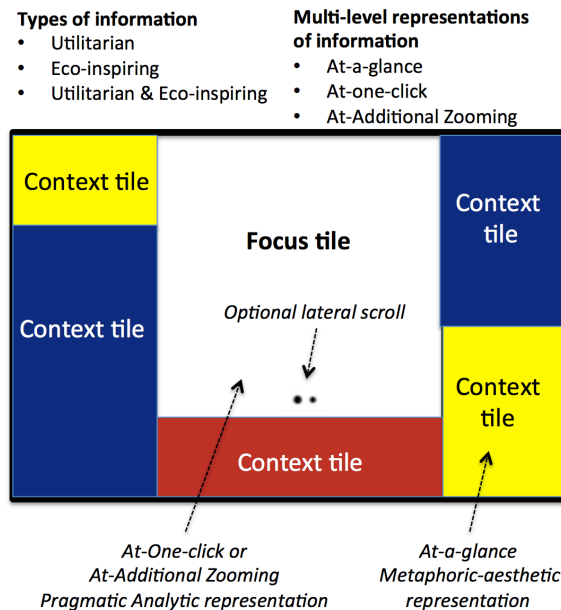 Types of information
• Utilitarian
• Eco-inspiring
• Utilitarian & Eco-inspiring
Multi-level representations
of information
• At-a-glance
• At-one-click
• At-Additional Zooming
Context tile
Context tile
Focus tile
Optional lateral scroll
Context tile
Context
tile
Context
tile
At-One-click or
At-Additional Zooming
Pragmatic Analytic representation
At-a-glance
Metaphoric-aesthetic
representation